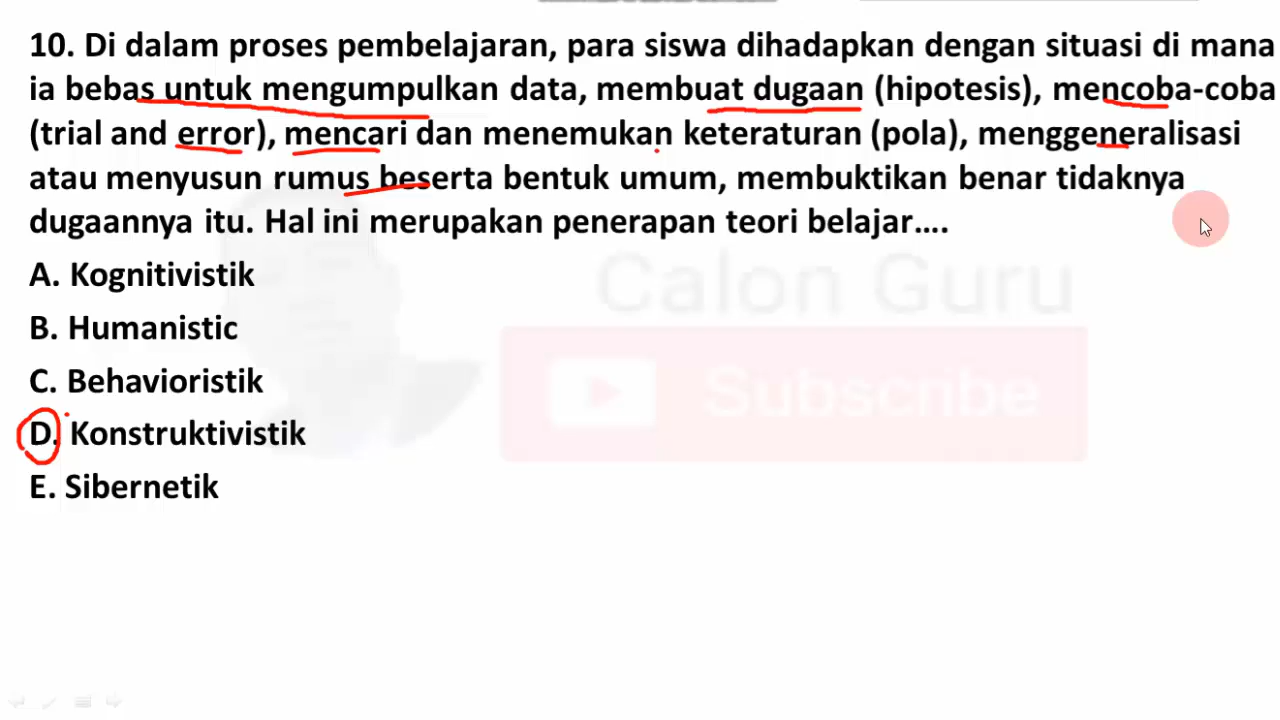 10. Di dalam proses pembelajaran, para siswa dihadapkan dengan situasi di mana
ia bebas untuk mengumpulkan data, membuat dugaan (hipotesis), mencoba-coba
(trial and error), mencari dan menemukan keteraturan (pola), menggeneralisasi
atau menyusun rumus beserta bentuk umum, membuktikan benar tidaknya
dugaannya itu. Hal ini merupakan penerapan teori belajar....
Calon Guru
A. Kognitivistik
B. Humanistic
C. Behavioristik
Subscribe
D. Konstruktivistik
E. Sibernetik